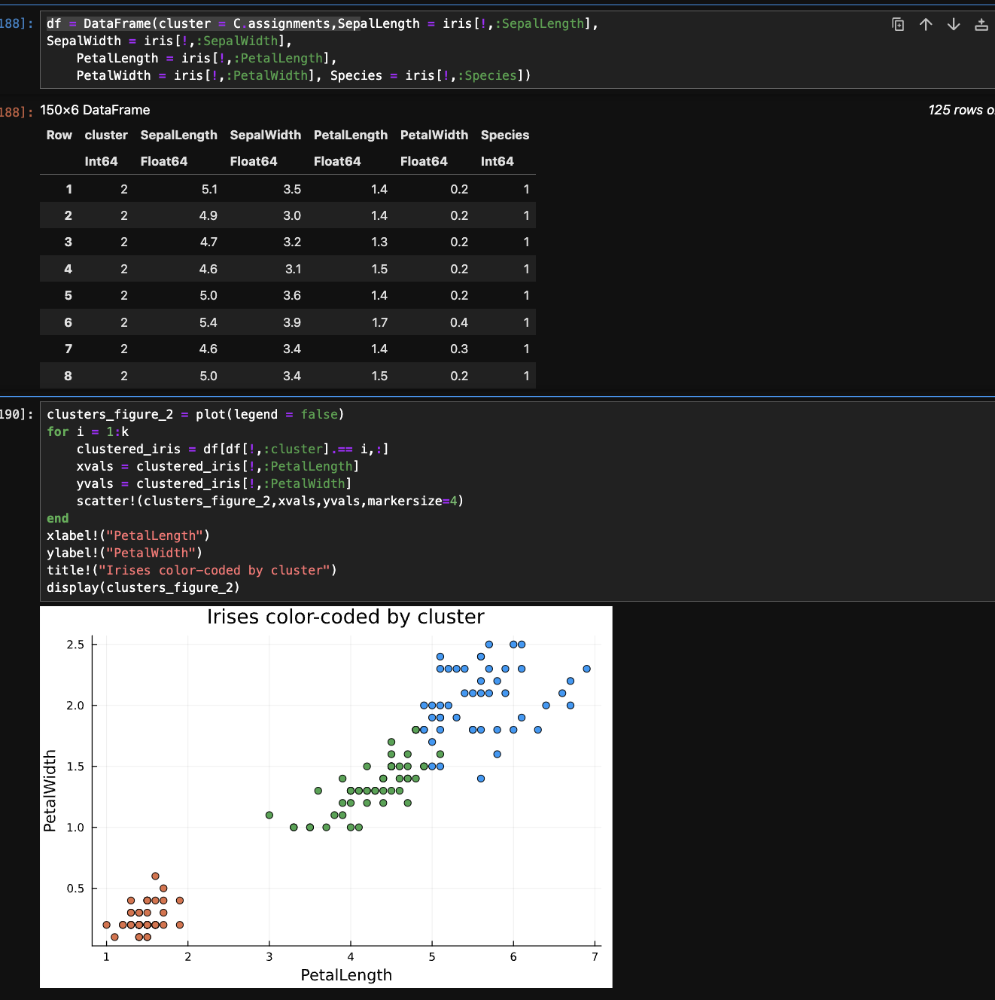 188]:
df = DataFrame(cluster = C.assignments,SepalLength = iris[!,:SepalLength],
SepalWidth = iris[!,:SepalWidth],
    PetalLength = iris[!,:PetalLength],
    PetalWidth = iris[!,:PetalWidth], Species = iris[!,:Species])
188]:
150×6 DataFrame
125 rows o
Row cluster SepalLength SepalWidth PetalLength PetalWidth Species
Int64 Float64 Float64 Float64 Float64 Int64
1 2 5.1 3.5 1.4 0.2 1
2 2 4.9 3.0 1.4 0.2 1
3 2 4.7 3.2 1.3 0.2 1
4 2 4.6 3.1 1.5 0.2 1
5 2 5.0 3.6 1.4 0.2 1
6 2 5.4 3.9 1.7 0.4 1
7 2 4.6 3.4 1.4 0.3 1
8 2 5.0 3.4 1.5 0.2 1
190]:
clusters_figure_2 = plot(legend = false)
for i = 1:k
    clustered_iris = df[df[!,:cluster].== i,:]
    xvals = clustered_iris[!,:PetalLength]
    yvals = clustered_iris[!,:PetalWidth]
    scatter!(clusters_figure_2,xvals,yvals,markersize=4)
end
xlabel!("PetalLength")
ylabel!("PetalWidth")
title!("Irises color-coded by cluster")
display(clusters_figure_2)
Irises color-coded by cluster
2.5
2.0
1.5
1.0
0.5
PetalWidth
1 2 3 4 5 6 7
PetalLength